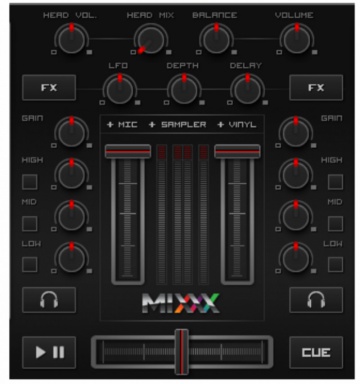 HEAD VOL. HEAD MIX BALANCE VOLUME
LFO DEPTH DELAY
FX FX
+ MIC + SAMPLER + VINYL
GAIN GAIN
HIGH HIGH
MID MID
LOW LOW
MIXXX
CUE